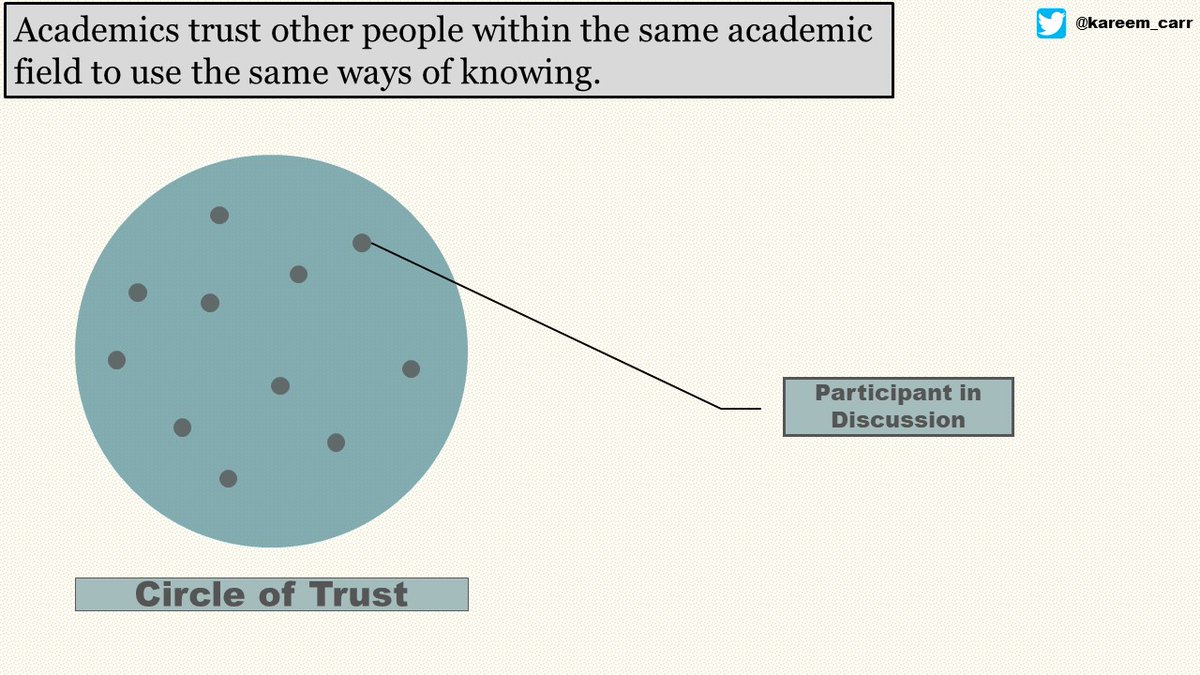 Academics trust other people within the same academic
field to use the same ways of knowing.
@kareem_carr
Participant in
Discussion
Circle of Trust